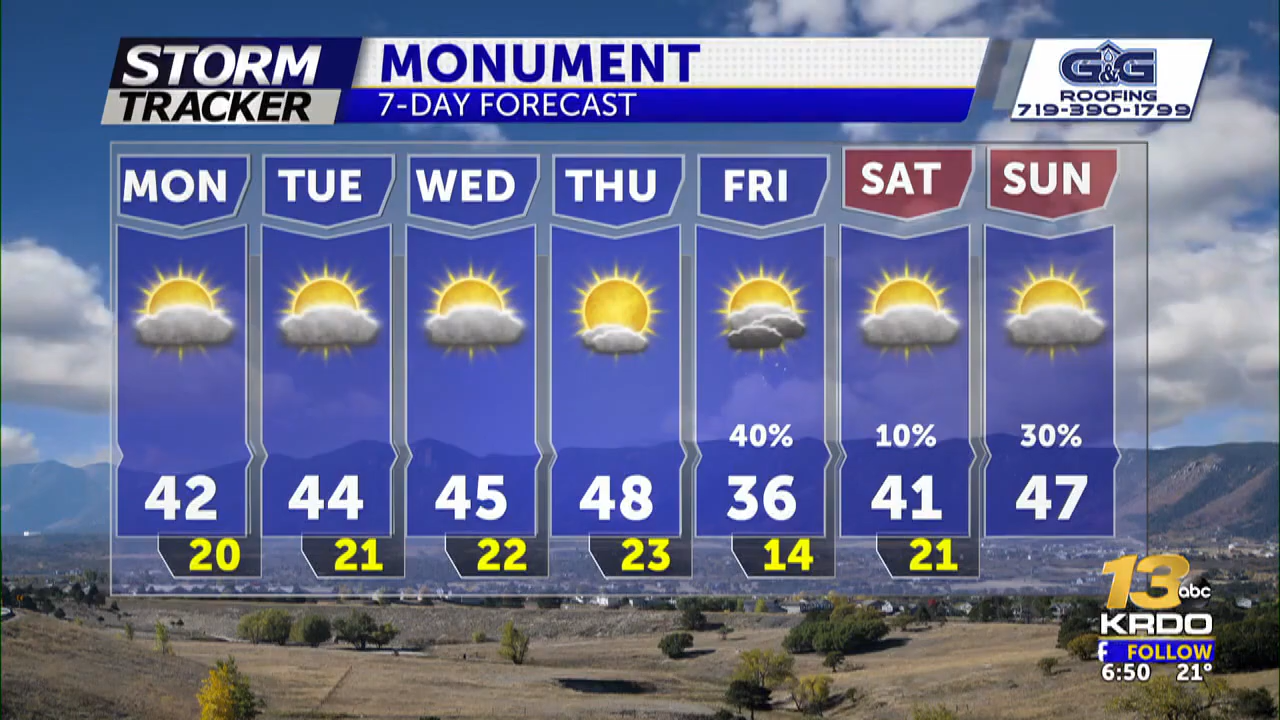 STORM
TRACKER
MONUMENT
7-DAY FORECAST
G&G
ROOFING
719-390-1799
MON TUE WED THU FRI SAT SUN
40% 10% 30%
42 44 45 48 36 41 47
20 21 22 23 14 21
13 abc
KRDO
f FOLLOW
6:50 21°